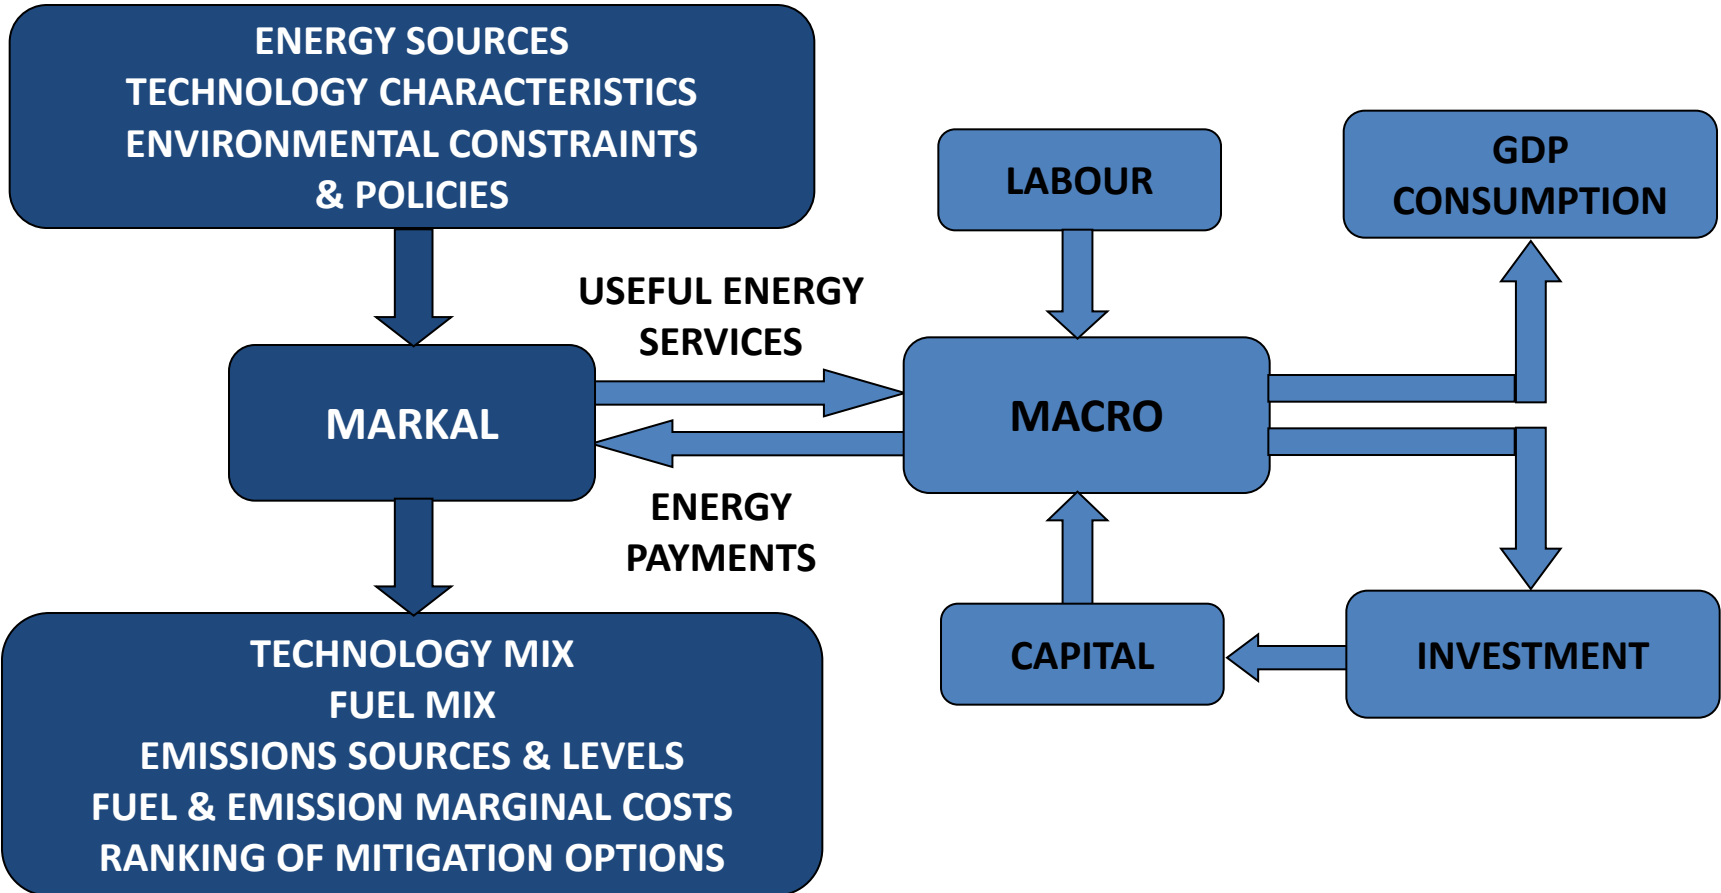 ENERGY SOURCES
TECHNOLOGY CHARACTERISTICS
ENVIRONMENTAL CONSTRAINTS
& POLICIES
LABOUR
GDP
CONSUMPTION
USEFUL ENERGY
SERVICES
MARKAL
MACRO
ENERGY
PAYMENTS
CAPITAL
INVESTMENT
TECHNOLOGY MIX
FUEL MIX
EMISSIONS SOURCES & LEVELS
FUEL & EMISSION MARGINAL COSTS
RANKING OF MITIGATION OPTIONS